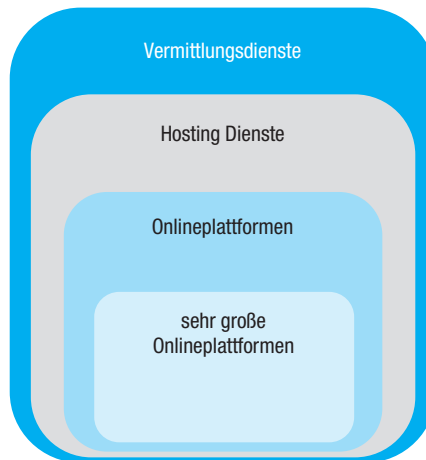 Vermittlungsdienste
Hosting Dienste
Onlineplattformen
sehr große
Onlineplattformen